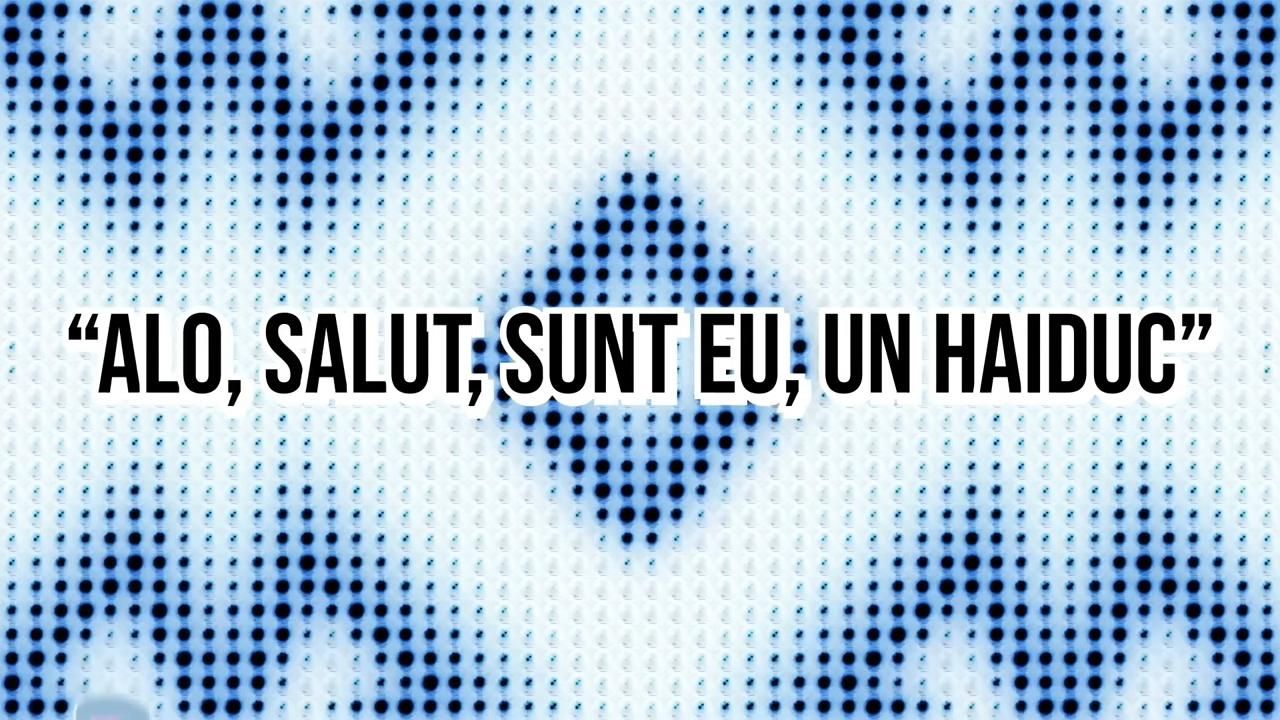 “ALO, SALUT, SUNT EU, UN HAIDUC”